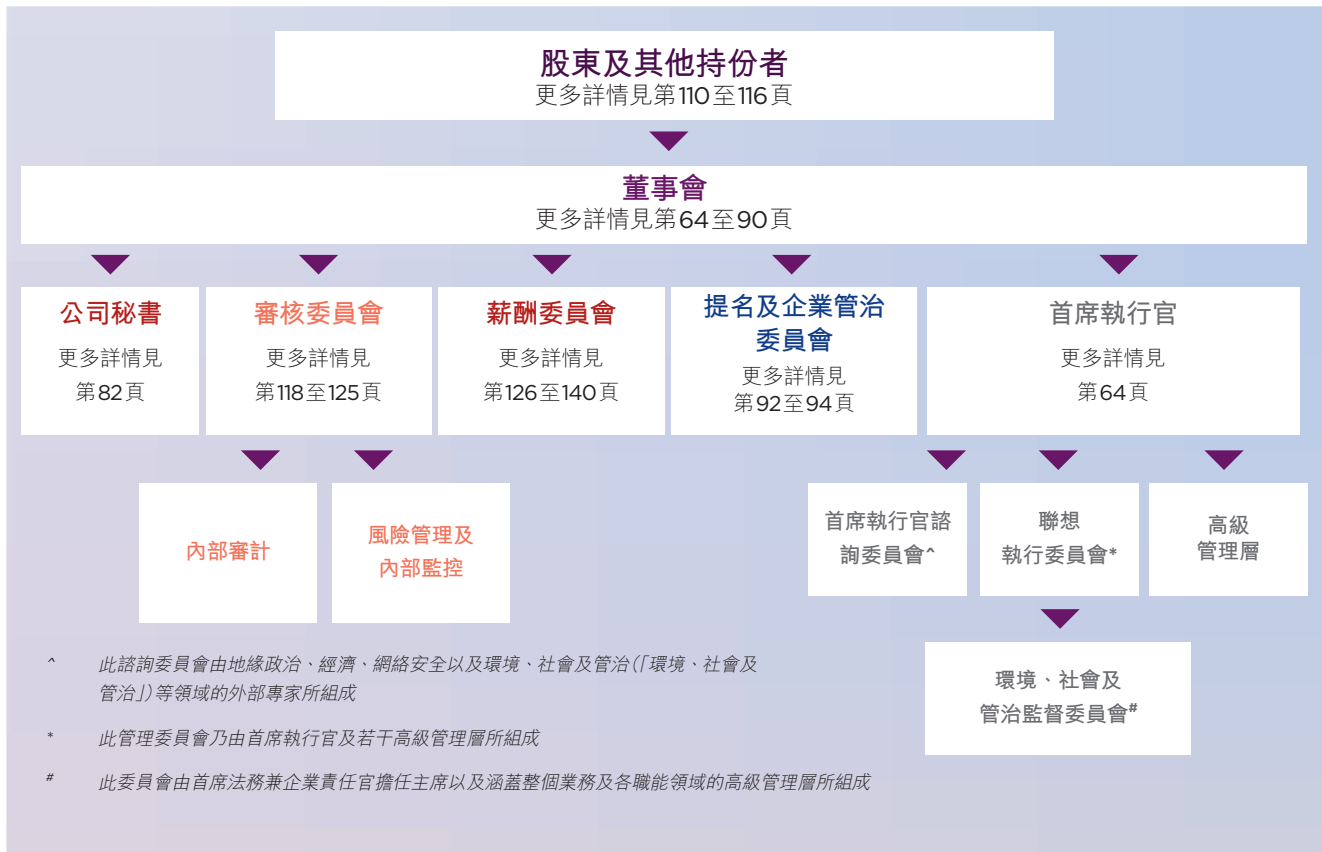 股東及其他持份者
更多詳情見第110至116頁
董事會
更多詳情見第64至90頁
公司秘書
更多詳情見
第82頁
審核委員會
更多詳情見
第118至125頁
薪酬委員會
更多詳情見
第126至140頁
提名及企業管治
委員會
更多詳情見
第92至94頁
首席執行官
更多詳情見
第64頁
內部審計
風險管理及
內部監控
首席執行官諮
詢委員會^
聯想
執行委員會*
高級
管理層
環境、社會及
管治監督委員會#
^ 此諮詢委員會由地緣政治、經濟、網絡安全以及環境、社會及管治(「環境、社會及
管治」)等領域的外部專家所組成
* 此管理委員會乃由首席執行官及若干高級管理層所組成
# 此委員會由首席法務兼企業責任官擔任主席以及涵蓋整個業務及各職能領域的高級管理層所組成